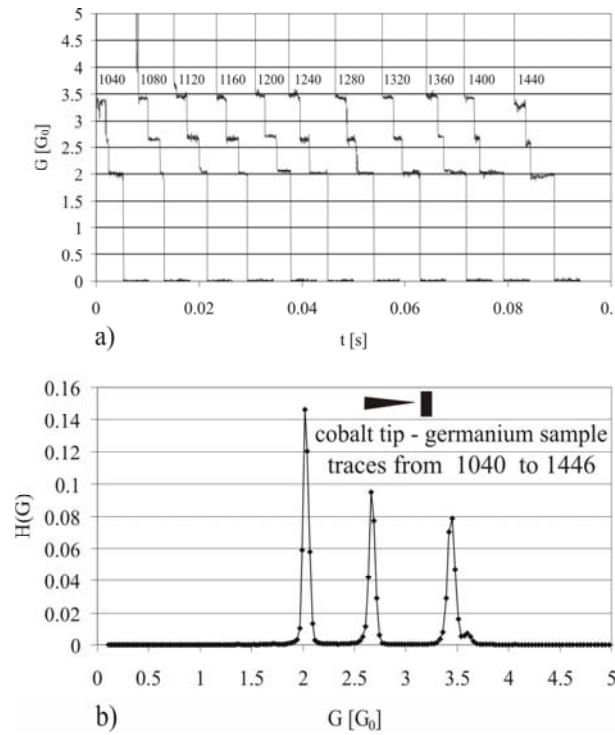 5
4.5
4
3.5
3
2.5
2
1.5
1
0.5
0
G [G₀]
1040 1080 1120 1160 1200 1240 1280 1320 1360 1400 1440
0 0.02 0.04 0.06 0.08 0.
t [s]
a)
0.16
0.14
0.12
0.1
0.08
0.06
0.04
0.02
0
H(G)
cobalt tip - germanium sample
traces from 1040 to 1446
0 0.5 1 1.5 2 2.5 3 3.5 4 4.5 5
G [G₀]
b)